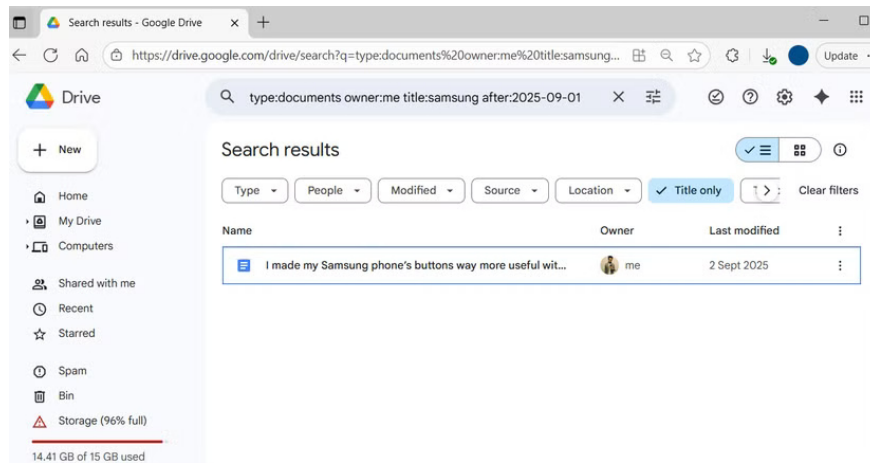 Search results - Google Drive
https://drive.google.com/drive/search?q=type:documents%20owner:me%20title:samsung...
Update
Drive
type:documents owner:me title:samsung after:2025-09-01
New
Home
My Drive
Computers
Shared with me
Recent
Starred
Spam
Bin
Storage (96% full)
14.41 GB of 15 GB used
Search results
Type
People
Modified
Source
Location
Title only
Clear filters
Name Owner Last modified
I made my Samsung phone's buttons way more useful wit... me 2 Sept 2025